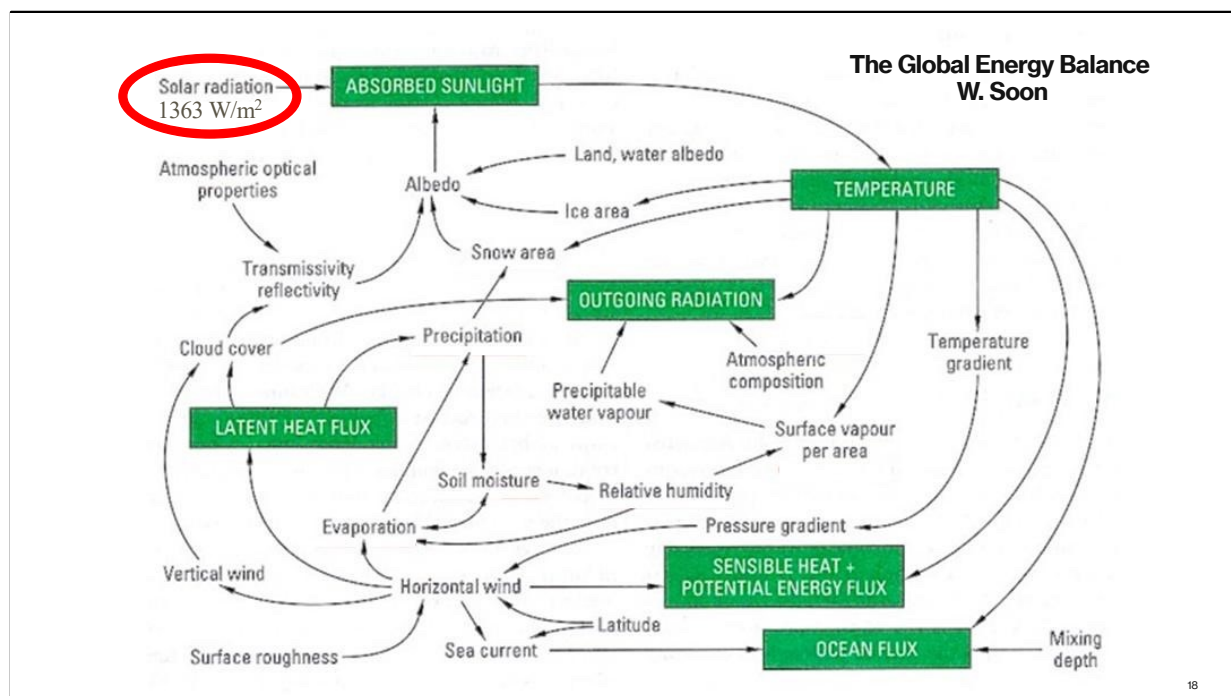 The Global Energy Balance
W. Soon
Solar radiation
1363 W/m²
ABSORBED SUNLIGHT
Land, water albedo
Atmospheric optical
properties
Albedo
TEMPERATURE
Ice area
Snow area
Transmissivity
reflectivity
OUTGOING RADIATION
Precipitation
Cloud cover
Temperature
gradient
Atmospheric
composition
Precipitable
water vapour
LATENT HEAT FLUX
Surface vapour
per area
Soil moisture
Relative humidity
Evaporation
Pressure gradient
Vertical wind
Horizontal wind
SENSIBLE HEAT +
POTENTIAL ENERGY FLUX
Latitude
Surface roughness
Sea current
OCEAN FLUX
Mixing
depth
18